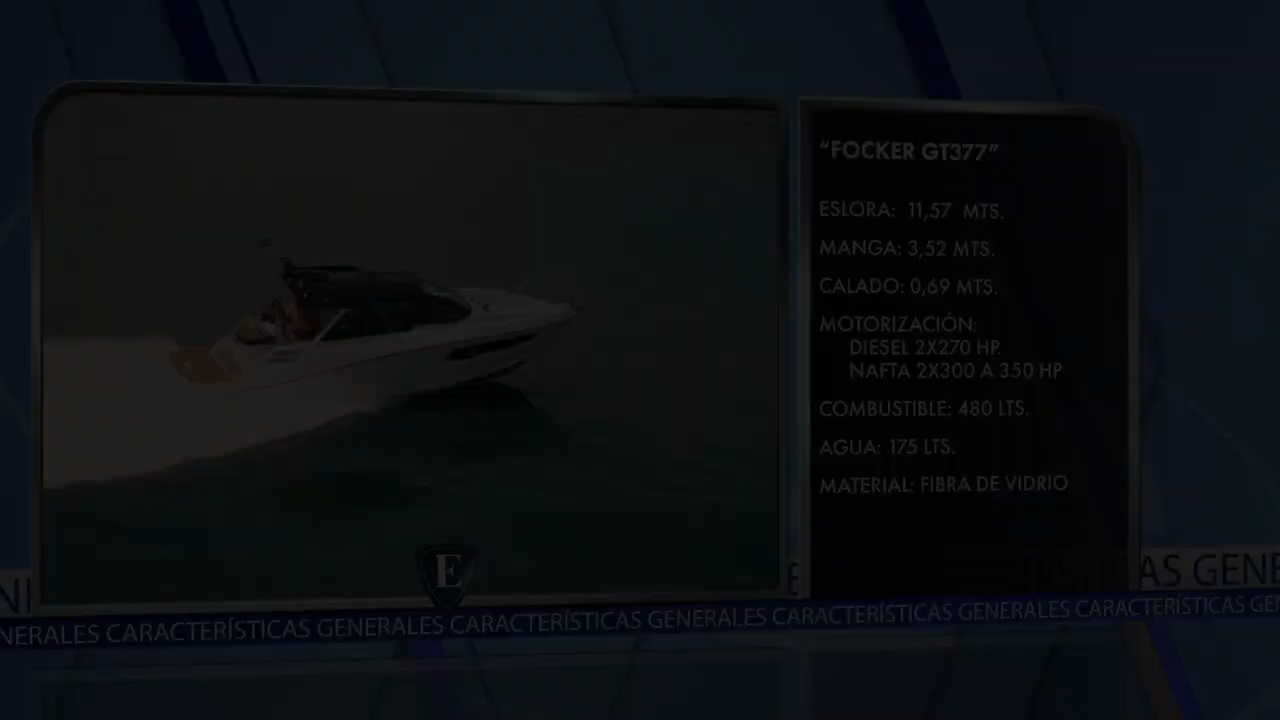 “FOCKER GT377”
ESLORA: 11,57 MTS.
MANGA: 3,52 MTS.
CALADO: 0,69 MTS.
MOTORIZACIÓN:
DIESEL 2X270 HP.
NAFTA 2X300 A 350 HP
COMBUSTIBLE: 480 LTS.
AGUA: 175 LTS.
MATERIAL: FIBRA DE VIDRIO
E
AS GENE
NERALES CARACTERÍSTICAS GENERALES CARACTERÍSTICAS GENERALES CARACTERÍSTICAS GENERALES CARACTERÍSTICAS GE